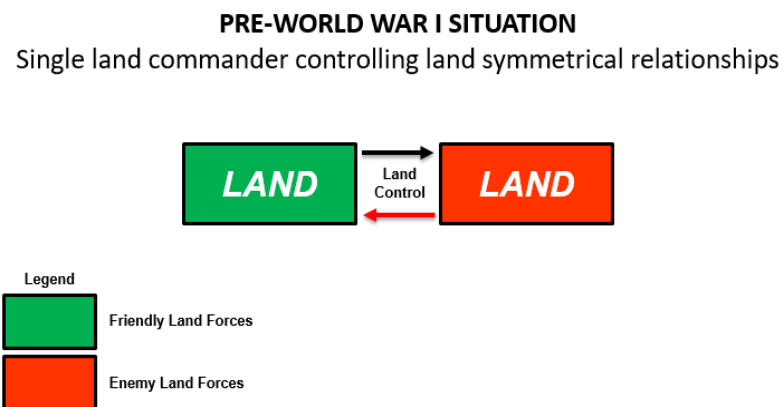 PRE-WORLD WAR I SITUATION
Single land commander controlling land symmetrical relationships
LAND
Land
Control
LAND
Legend
Friendly Land Forces
Enemy Land Forces